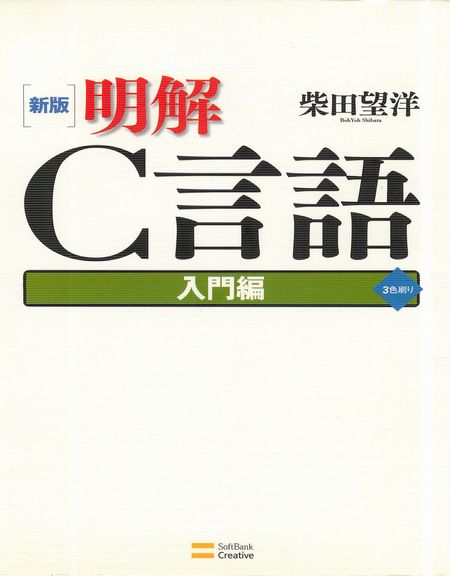 [新版] 明解
柴田望洋
BohYoh Shibata
C言語
入門編
3色刷り
SoftBank
Creative